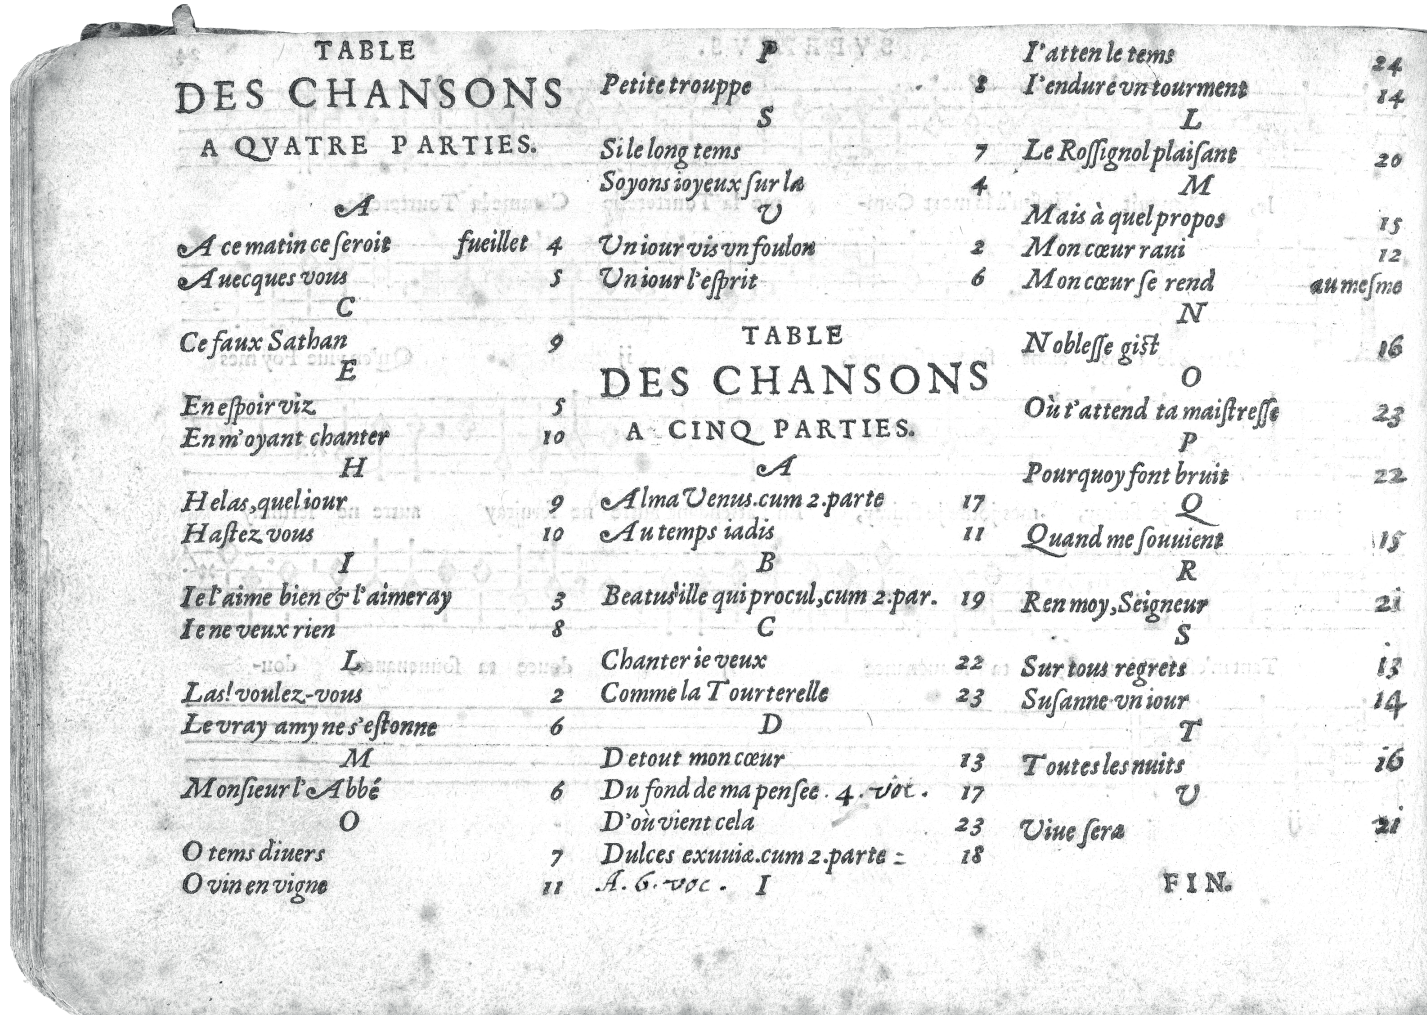 TABLE
DES CHANSONS
A QVATRE PARTIES.
A
A ce matin ce ſeroit fueillet 4
Auecques vous 5
C
Ce faux Sathan 9
E
En eſpoir viz 5
En m'oyant chanter 10
H
Helas, quel iour 9
Haſtez vous 10
I
Ie l'aime bien & l'aimeray 3
Ie ne veux rien 8
L
Las! voulez-vous 2
Le vray amy ne s'eſtonne 6
M
Monſieur l'Abbé 6
O
O tems diuers 7
O vin en vigne 11
P
Petite trouppe 8
S
Si le long tems 7
Soyons ioyeux ſur la 4
V
Vn iour vis vn foulon 2
Vn iour l'eſprit 6
TABLE
DES CHANSONS
A CINQ PARTIES.
A
Alma Venus. cum 2. parte 17
Au temps iadis 11
B
Beatus ille qui procul, cum 2. par. 19
C
Chanter ie veux 22
Comme la Tourterelle 23
D
De tout mon cœur 13
Du fond de ma penſee . 4 . voc . 17
D'où vient cela 23
Dulces exuuiæ. cum 2. parte : 18
A. 6. voc . I
I'atten le tems 24
I'endure vn tourment 14
L
Le Roſſignol plaiſant 20
M
Mais à quel propos 15
Mon cœur raui 12
Mon cœur ſe rend au meſme
N
Nobleſſe giſt 16
O
Où t'attend ta maiſtreſſe 23
P
Pourquoy font bruit 22
Q
Quand me ſouuient 15
R
Ren moy, Seigneur 21
S
Sur tous regrets 13
Suſanne vn iour 14
T
Toutes les nuits 16
V
Viue ſera 21
FIN.